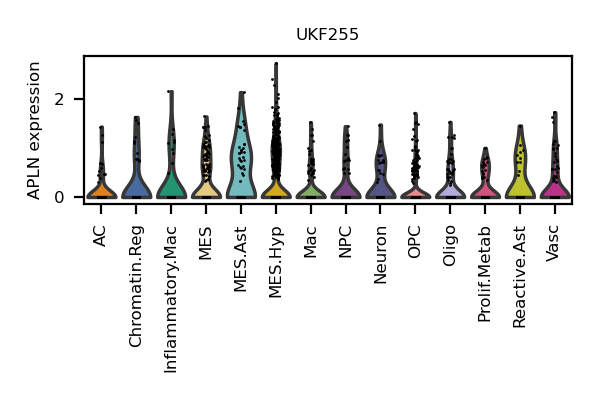 UKF255
APLN expression
2
0
AC
Chromatin.Reg
Inflammatory.Mac
MES
MES.Ast
MES.Hyp
Mac
NPC
Neuron
OPC
Oligo
Prolif.Metab
Reactive.Ast
Vasc